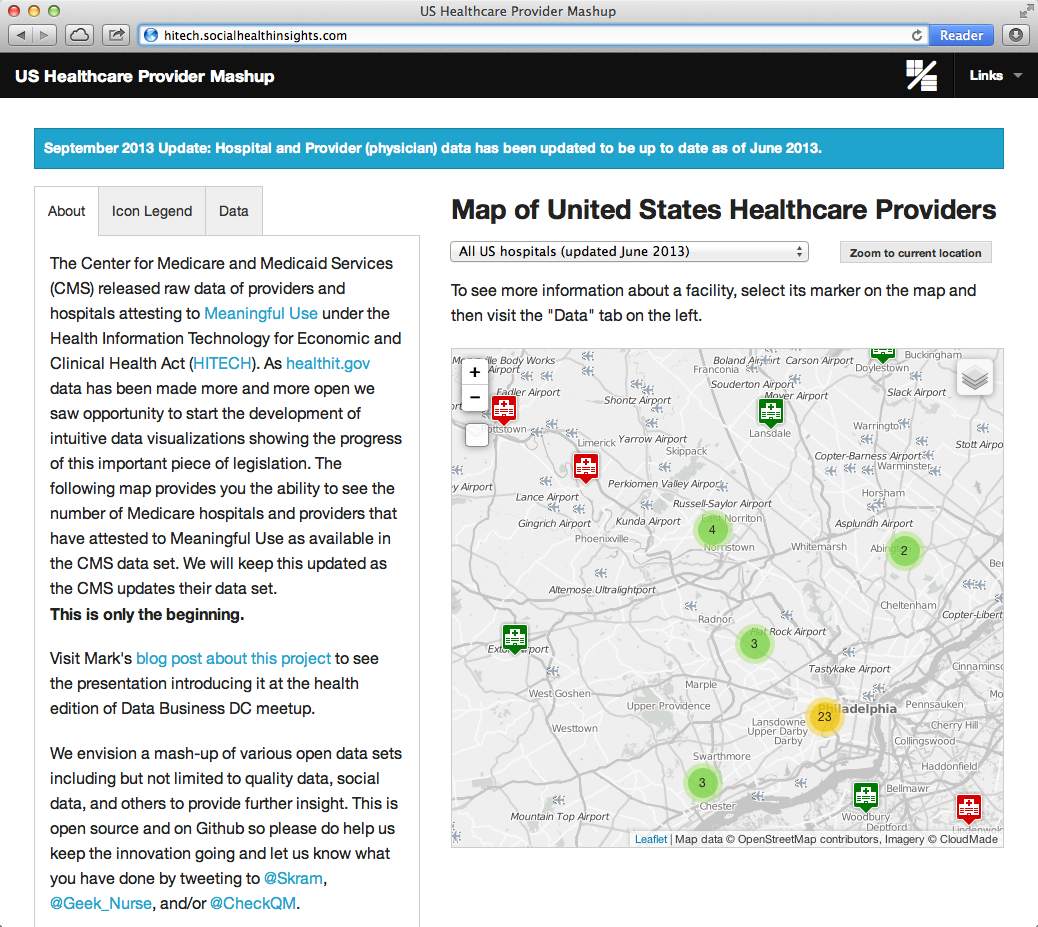 US Healthcare Provider Mashup
hitech.socialhealthinsights.com
Reader
US Healthcare Provider Mashup
Links
September 2013 Update: Hospital and Provider (physician) data has been updated to be up to date as of June 2013.
About
Icon Legend
Data
The Center for Medicare and Medicaid Services
(CMS) released raw data of providers and
hospitals attesting to Meaningful Use under the
Health Information Technology for Economic and
Clinical Health Act (HITECH). As healthit.gov
data has been made more and more open we
saw opportunity to start the development of
intuitive data visualizations showing the progress
of this important piece of legislation. The
following map provides you the ability to see the
number of Medicare hospitals and providers that
have attested to Meaningful Use as available in
the CMS data set. We will keep this updated as
the CMS updates their data set.
This is only the beginning.
Visit Mark's blog post about this project to see
the presentation introducing it at the health
edition of Data Business DC meetup.
We envision a mash-up of various open data sets
including but not limited to quality data, social
data, and others to provide further insight. This is
open source and on Github so please do help us
keep the innovation going and let us know what
you have done by tweeting to @Skram,
@Geek_Nurse, and/or @CheckQM.
Map of United States Healthcare Providers
All US hospitals (updated June 2013)
Zoom to current location
To see more information about a facility, select its marker on the map and
then visit the "Data" tab on the left.
+
−
Body Works
Airport
Boland Airport
Carson Airport
Buckingham
Franconia
Doylestown
Souderton Airport
Fadler Airport
Moyer Airport
Slack Airport
Shontz Airport
Lansdale
Warrington
Limerick
Yarrow Airport
Stott Airpo
Skippack
Copter-Barness Airport
Warminster
Perkiomen Valley Airport
ey Airport
Lance Airport
Horsham
Russell-Saylor Airport
Gingrich Airport
Kunda Airport
East Norriton
Asplundh Airport
4
Phoenixville
Norristown
Whitemarsh
2
Altemose Ultralightport
Cheltenham
Copter-Libert
Radnor
Flat Rock Airport
3
Tastykake Airport
Cinnaminso
Marple
West Goshen
Upper Providence
Philadelphia
Pennsauken
23
Lansdowne
Upper Darby
Darby
Westtown
Cherry Hill
Collingswood
Swarthmore
Haddonfield
3
Bellmawr
Chester
Woodbury
Deptford
Mountain Top Airport
Lindenwold
Leaflet | Map data © OpenStreetMap contributors, Imagery © CloudMade